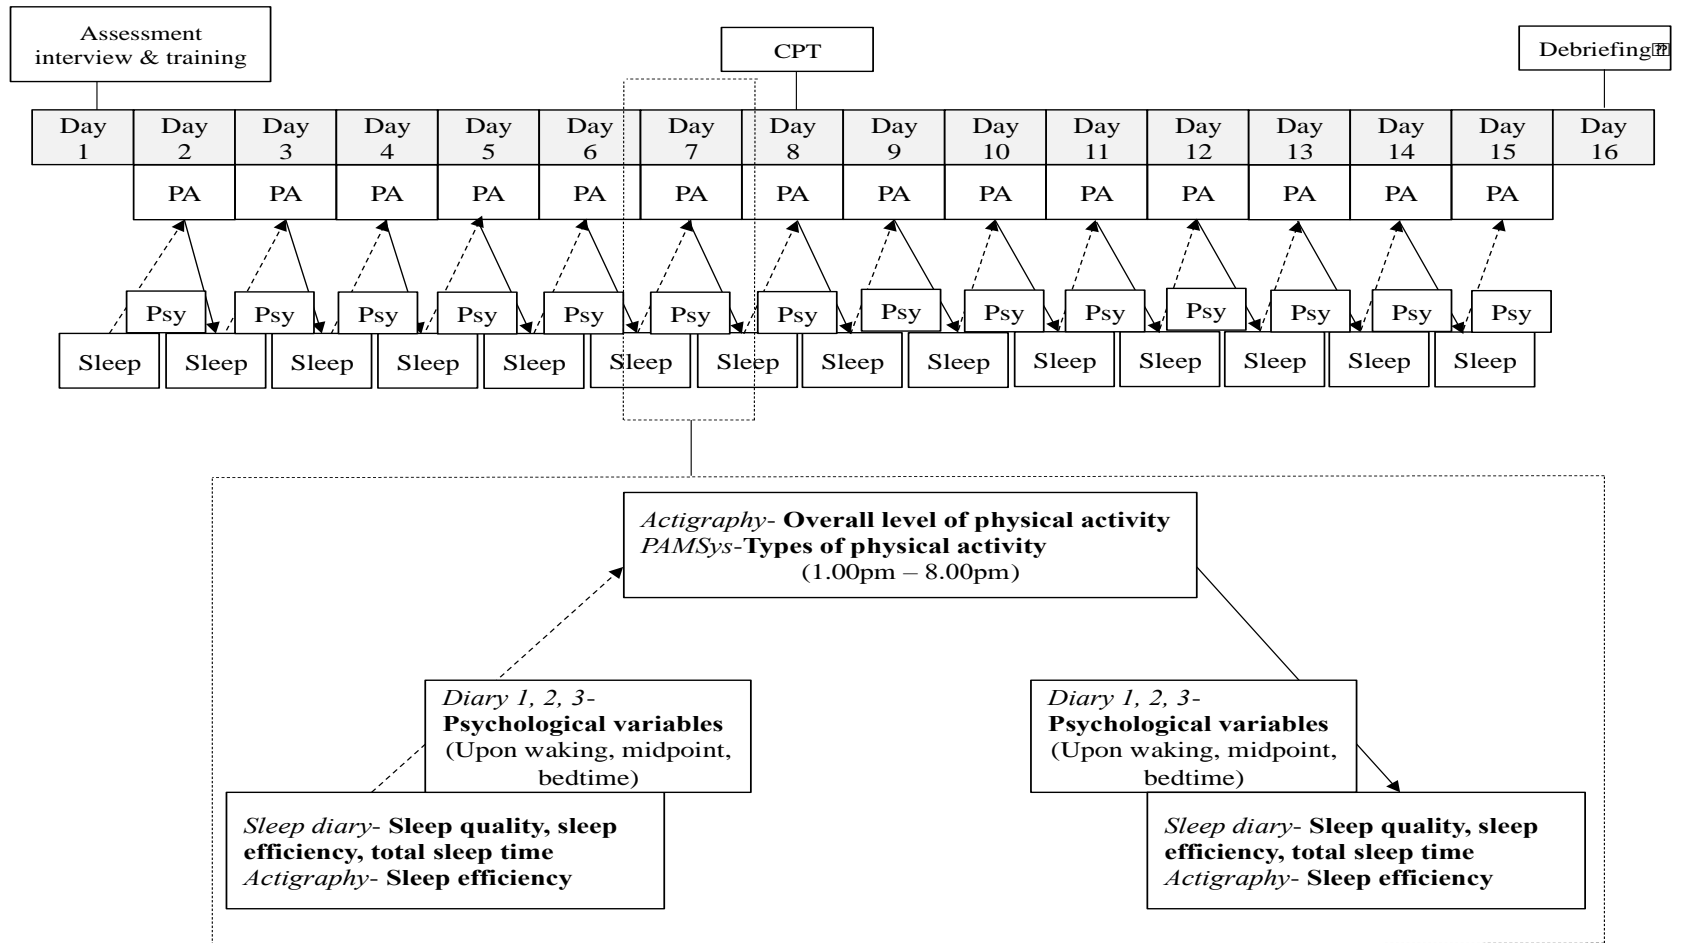 Assessment
interview & training
CPT
Debriefing
Day Day Day Day Day Day Day Day Day Day Day Day Day Day Day Day
1 2 3 4 5 6 7 8 9 10 11 12 13 14 15 16
PA PA PA PA PA PA PA PA PA PA PA PA PA PA
Psy Psy Psy Psy Psy Psy Psy Psy Psy Psy Psy Psy Psy Psy
Sleep Sleep Sleep Sleep Sleep Sleep Sleep Sleep Sleep Sleep Sleep Sleep Sleep Sleep
Actigraphy- Overall level of physical activity
PAMSys-Types of physical activity
(1.00pm – 8.00pm)
Diary 1, 2, 3-
Psychological variables
(Upon waking, midpoint,
bedtime)
Diary 1, 2, 3-
Psychological variables
(Upon waking, midpoint,
bedtime)
Sleep diary- Sleep quality, sleep
efficiency, total sleep time
Actigraphy- Sleep efficiency
Sleep diary- Sleep quality, sleep
efficiency, total sleep time
Actigraphy- Sleep efficiency